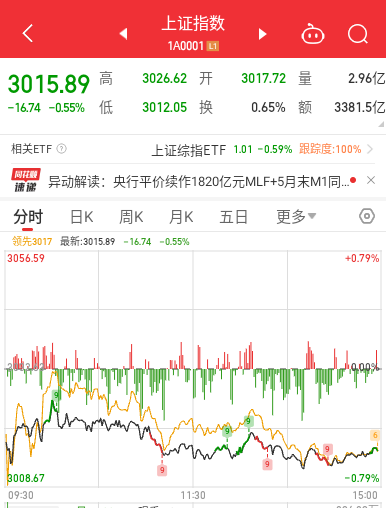 上证指数
1A0001 L1
3015.89 高 3026.62 开 3017.72 量 2.96亿
-16.74 -0.55% 低 3012.05 换 0.65% 额 3381.5亿
相关ETF ? 上证综指ETF 1.01 -0.59% 跟踪度:100%
同花顺
速递
异动解读：央行平价续作1820亿元MLF+5月末M1同...
分时 日K 周K 月K 五日 更多
领先3017 最新:3015.89 -16.74 -0.55%
3056.59 +0.79%
0.00%
9
9
9
9
9
9
6
3008.67 -0.79%
09:30 11:30 15:00